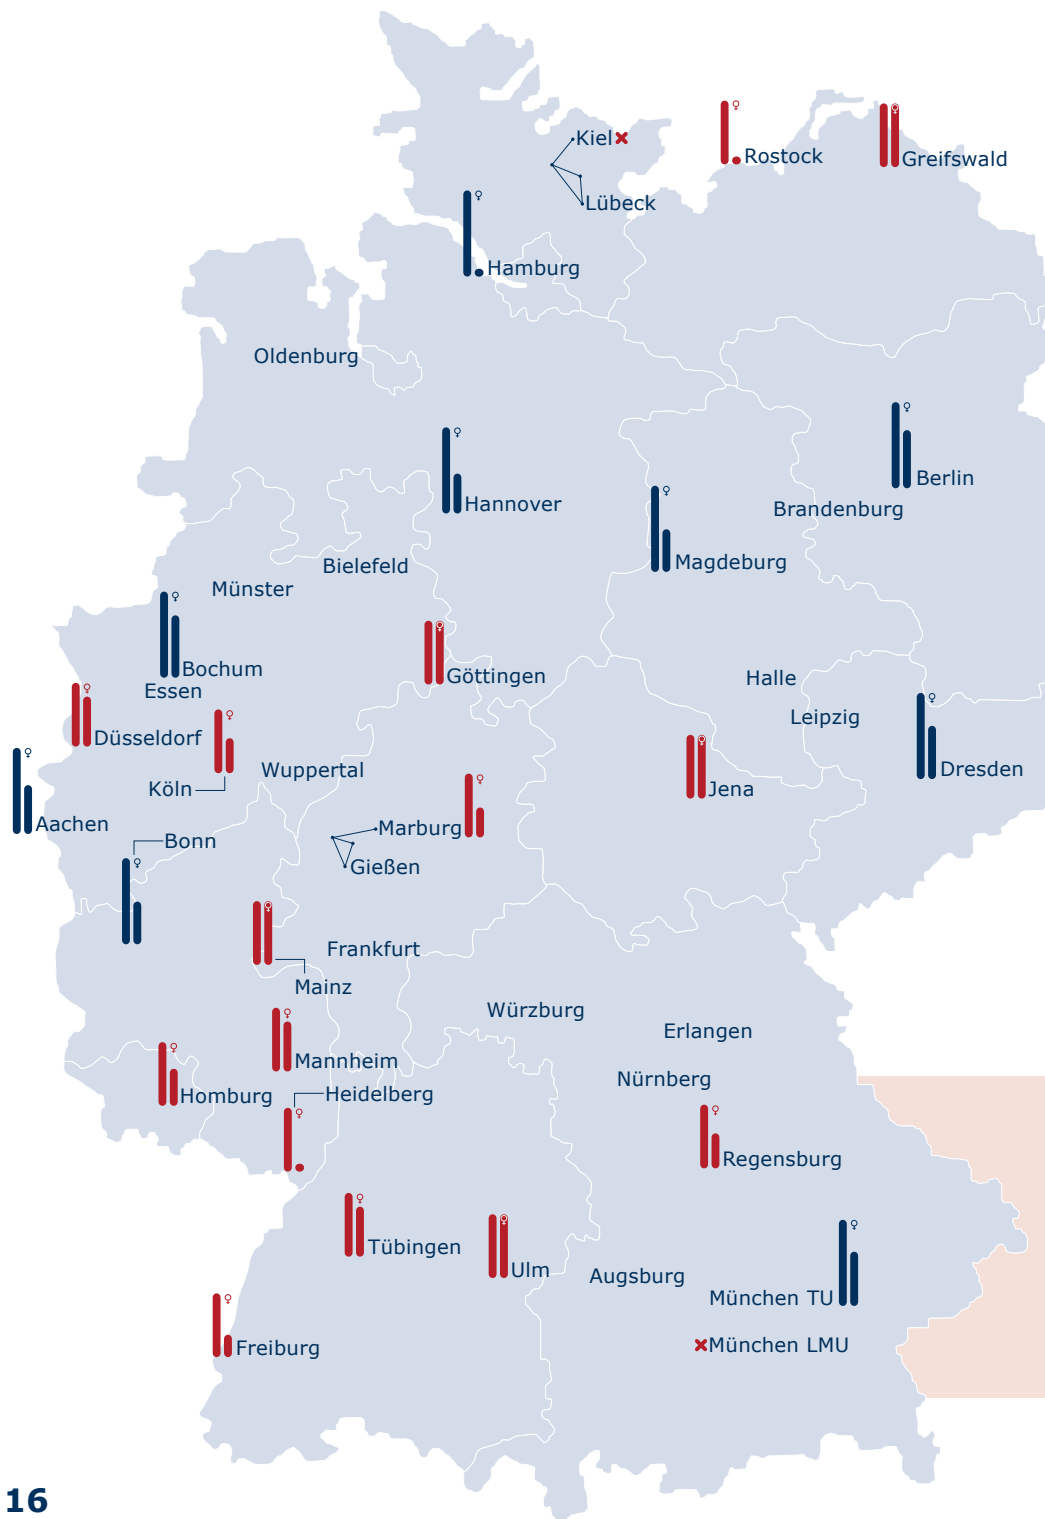 ♀
♀
Kiel
Rostock
Greifswald
♀
Lübeck
Hamburg
Oldenburg
♀
♀
Berlin
Hannover
♀
Brandenburg
Magdeburg
Bielefeld
Münster
♀
♀
Bochum
Göttingen
Halle
Essen
♀
♀
Leipzig
Düsseldorf
♀
♀
♀
Wuppertal
Dresden
Köln
Jena
♀
Aachen
Marburg
Bonn
♀
Gießen
♀
Frankfurt
Mainz
Würzburg
♀
Erlangen
Mannheim
♀
Nürnberg
Homburg
Heidelberg
♀
♀
Regensburg
♀
♀
♀
Tübingen
Ulm
Augsburg
♀
München TU
Freiburg
München LMU
16